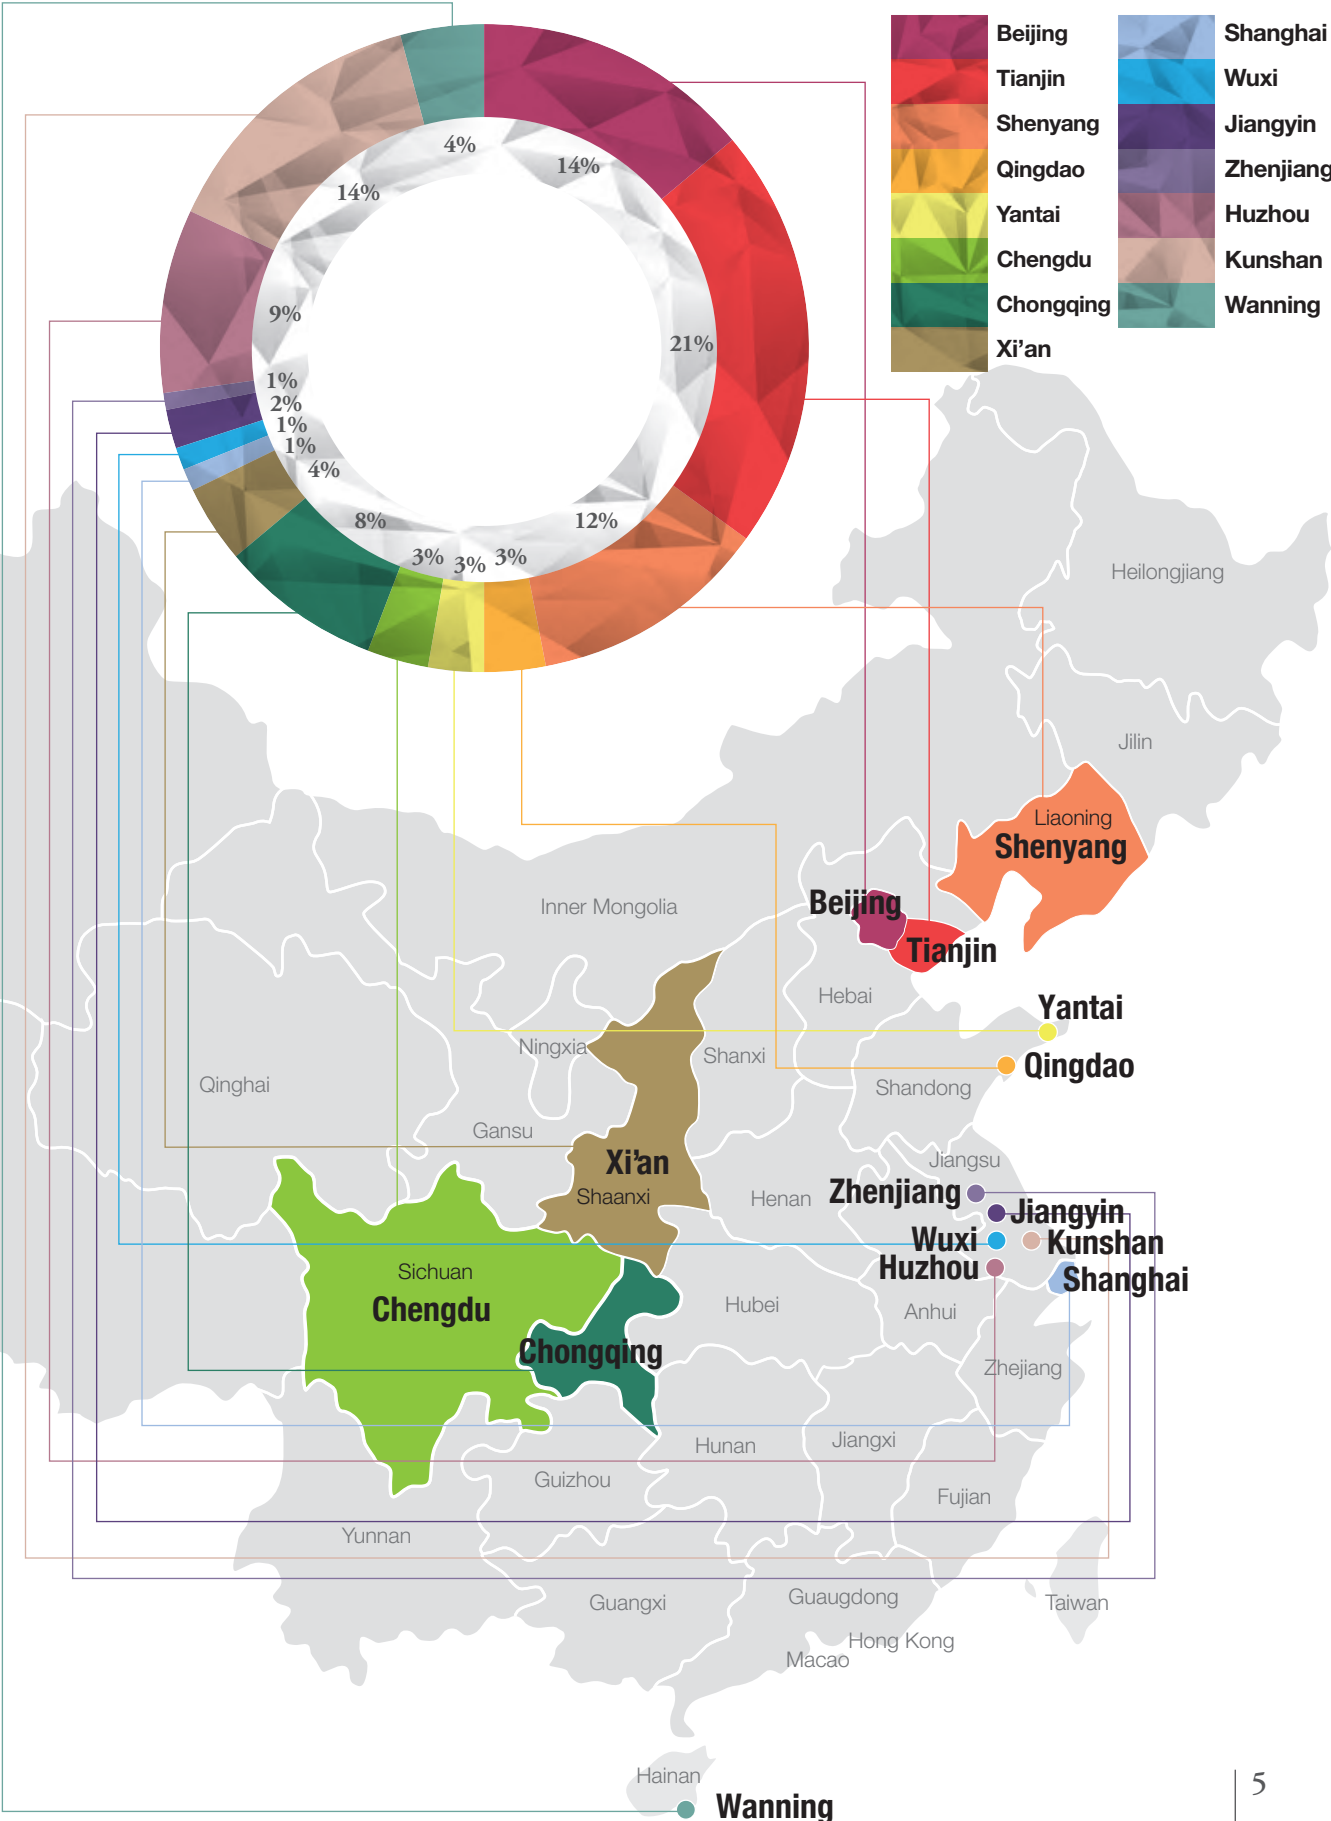 Beijing
Tianjin
Shenyang
Qingdao
Yantai
Chengdu
Chongqing
Xi’an
Shanghai
Wuxi
Jiangyin
Zhenjiang
Huzhou
Kunshan
Wanning
4%
14%
14%
21%
9%
1%
2%
1%
1%
4%
8%
3%
3%
3%
12%
Heilongjiang
Jilin
Liaoning
Shenyang
Inner Mongolia
Beijing
Tianjin
Hebai
Yantai
Qingdao
Ningxia
Shanxi
Shandong
Qinghai
Gansu
Xi’an
Shaanxi
Henan
Jiangsu
Zhenjiang
Jiangyin
Wuxi
Kunshan
Huzhou
Shanghai
Sichuan
Chengdu
Hubei
Anhui
Chongqing
Zhejiang
Hunan
Jiangxi
Guizhou
Fujian
Yunnan
Guangxi
Guaugdong
Taiwan
Hong Kong
Macao
Hainan
Wanning
5